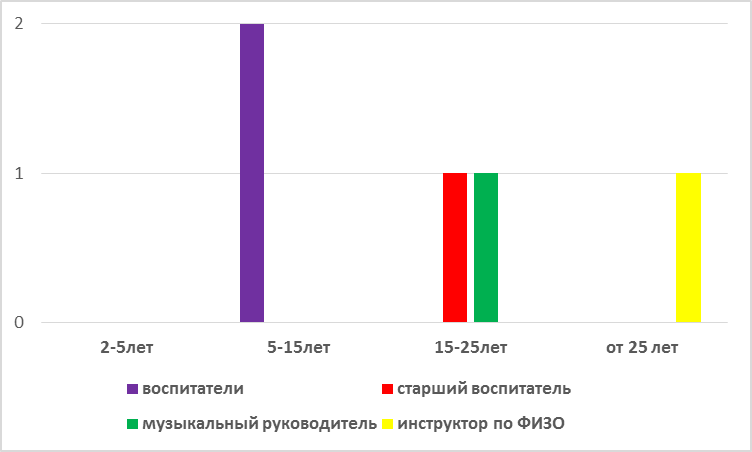 2
1
0
2-5лет 5-15лет 15-25лет от 25 лет
воспитатели старший воспитатель
музыкальный руководитель инструктор по ФИЗО